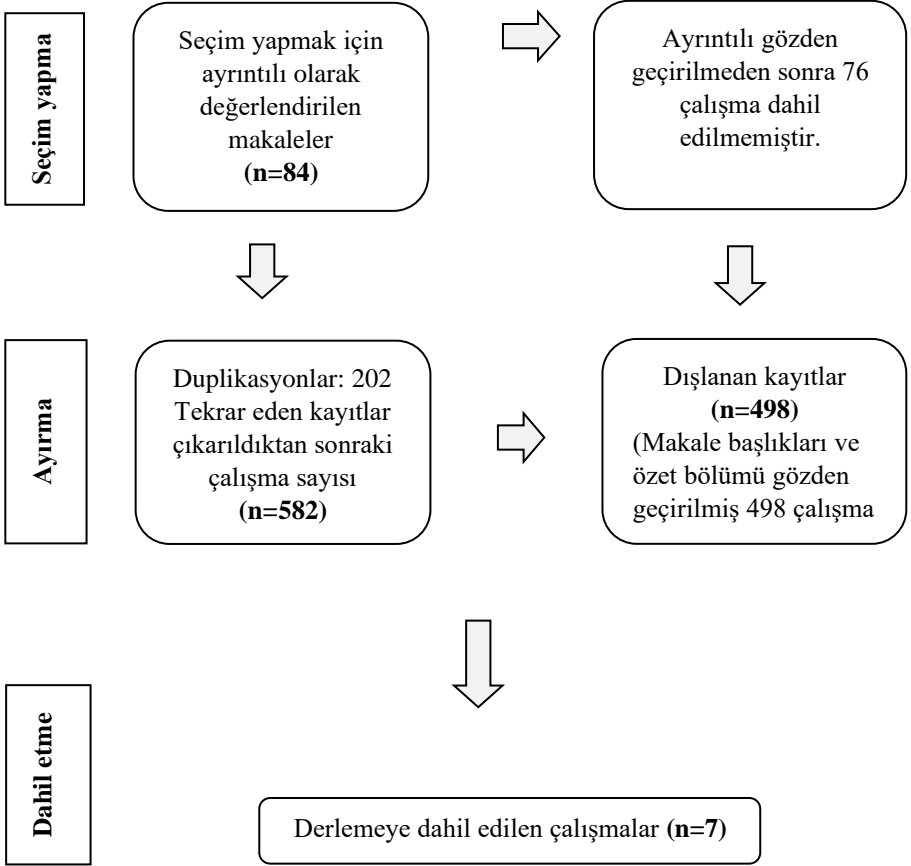 Seçim yapma
Seçim yapmak için
ayrıntılı olarak
değerlendirilen
makaleler
(n=84)
Ayrıntılı gözden
geçirilmeden sonra 76
çalışma dahil
edilmemiştir.
Ayırma
Duplikasyonlar: 202
Tekrar eden kayıtlar
çıkarıldıktan sonraki
çalışma sayısı
(n=582)
Dışlanan kayıtlar
(n=498)
(Makale başlıkları ve
özet bölümü gözden
geçirilmiş 498 çalışma
Dahil etme
Derlemeye dahil edilen çalışmalar (n=7)